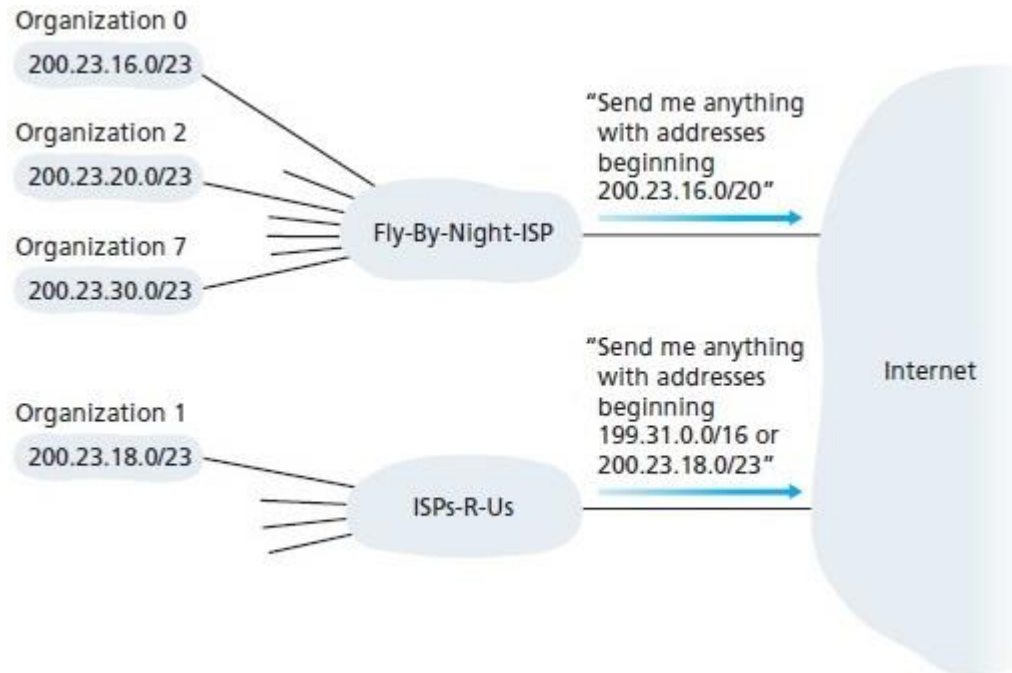 Organization 0
200.23.16.0/23
Organization 2
200.23.20.0/23
Organization 7
200.23.30.0/23
Fly-By-Night-ISP
“Send me anything
with addresses
beginning
200.23.16.0/20”
Organization 1
200.23.18.0/23
ISPs-R-Us
“Send me anything
with addresses
beginning
199.31.0.0/16 or
200.23.18.0/23”
Internet